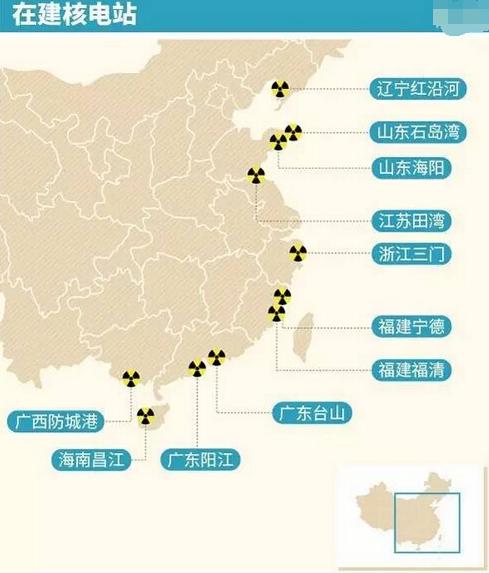 在建核电站
辽宁红沿河
山东石岛湾
山东海阳
江苏田湾
浙江三门
福建宁德
福建福清
广东台山
广西防城港
海南昌江
广东阳江